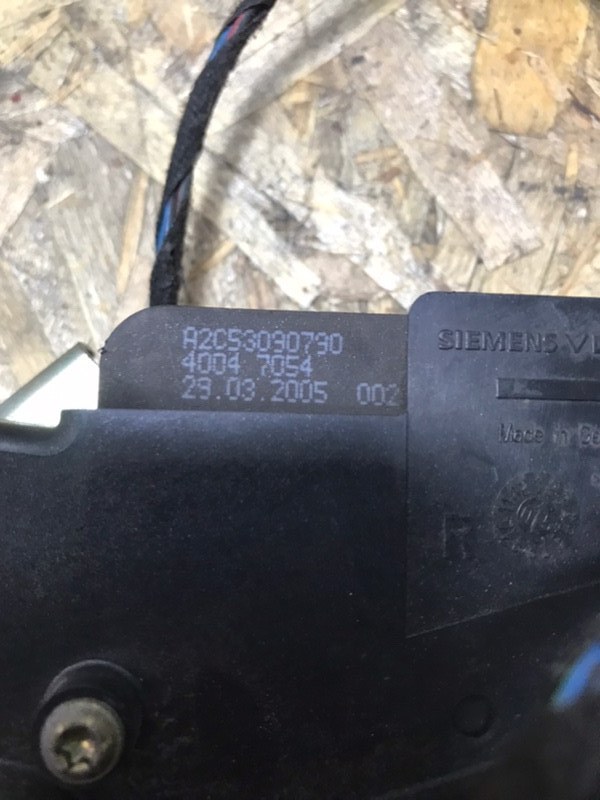 A2C53090790
4004 7054
29.03.2005 002
SIEMENS V
Made in
R